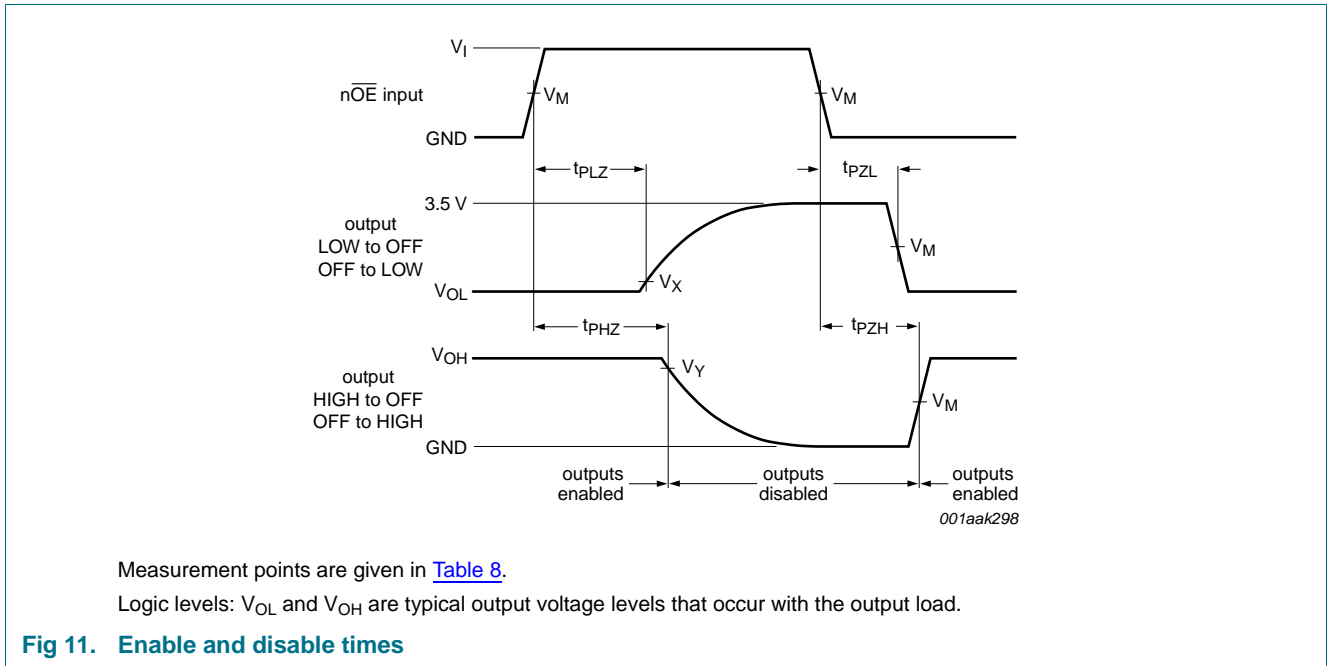 V_I
nOE input
V_M
V_M
GND
t_PLZ
t_PZL
3.5 V
output
LOW to OFF
OFF to LOW
V_M
V_X
V_OL
t_PHZ
t_PZH
V_OH
V_Y
output
HIGH to OFF
OFF to HIGH
V_M
GND
outputs
enabled
outputs
disabled
outputs
enabled
001aak298
Measurement points are given in Table 8.
Logic levels: V_OL and V_OH are typical output voltage levels that occur with the output load.
Fig 11. Enable and disable times